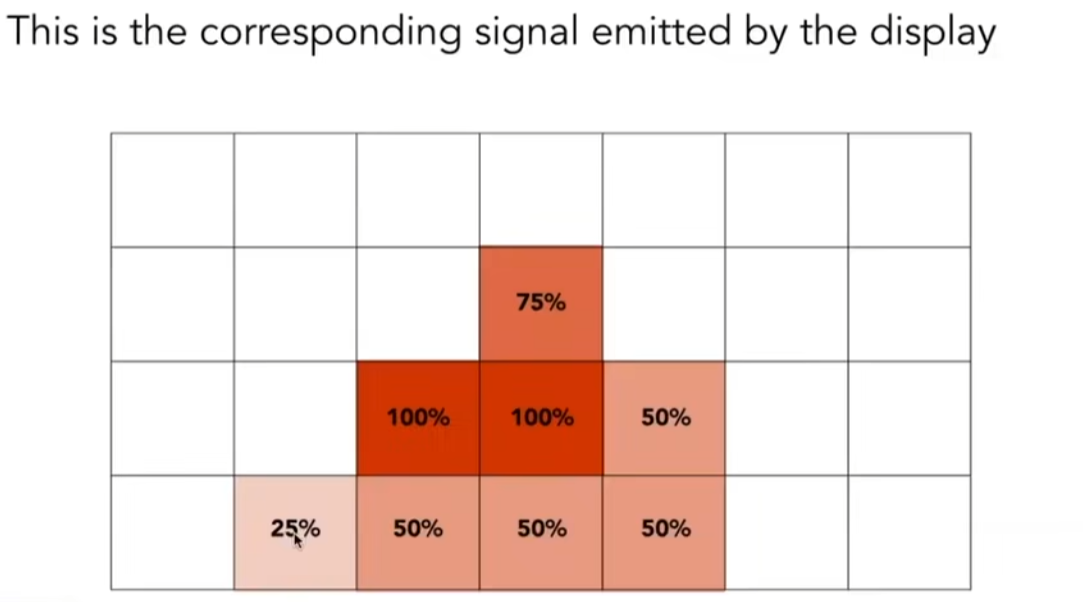 This is the corresponding signal emitted by the display
75%
100% 100% 50%
25% 50% 50% 50%